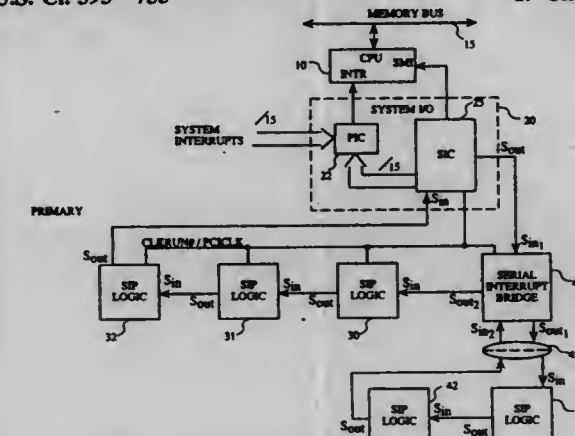 U.S. Cl. 395
MEMORY BUS
15
CPU
10
SMI
INTR
SYSTEM I/O
25
20
15
SYSTEM
INTERRUPTS
PIC
22
15
SIC
Sout
Sin
PRIMARY
CLKRUN# / PCICLK
Sin1
Sout
SIP
LOGIC
32
Sin
Sout
SIP
LOGIC
31
Sin
Sout
SIP
LOGIC
30
Sin
Sout2
SERIAL
INTERRUPT
BRIDGE
Sin2
Sout1
Sin
42
SIP
LOGIC
Sout
Sin
Sout
SIP
LOGIC